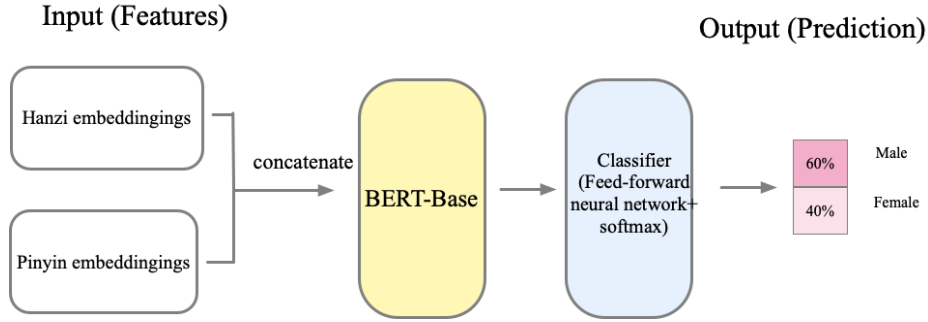 Input (Features)
Output (Prediction)
Hanzi embeddingings
Pinyin embeddingings
concatenate
BERT-Base
Classifier
(Feed-forward
neural network+
softmax)
60%
Male
40%
Female